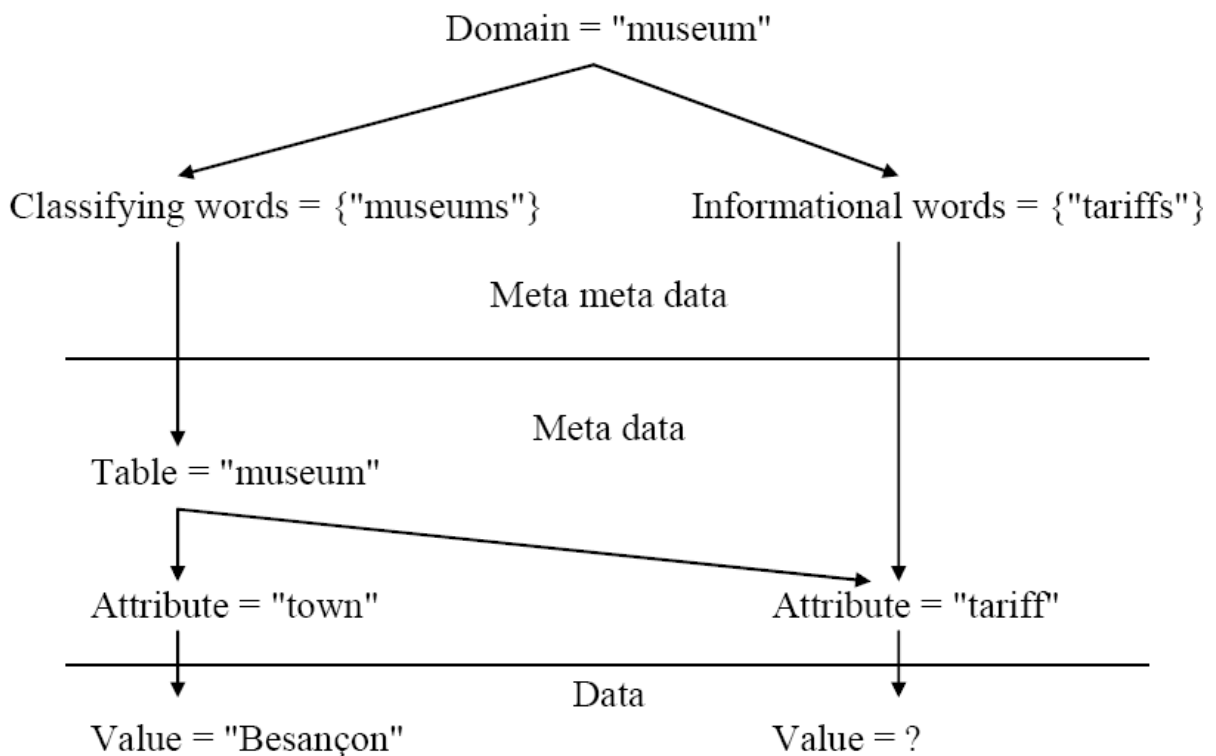 Domain = "museum"
Classifying words = {"museums"}
Informational words = {"tariffs"}
Meta meta data
Meta data
Table = "museum"
Attribute = "town"
Attribute = "tariff"
Data
Value = "Besançon"
Value = ?